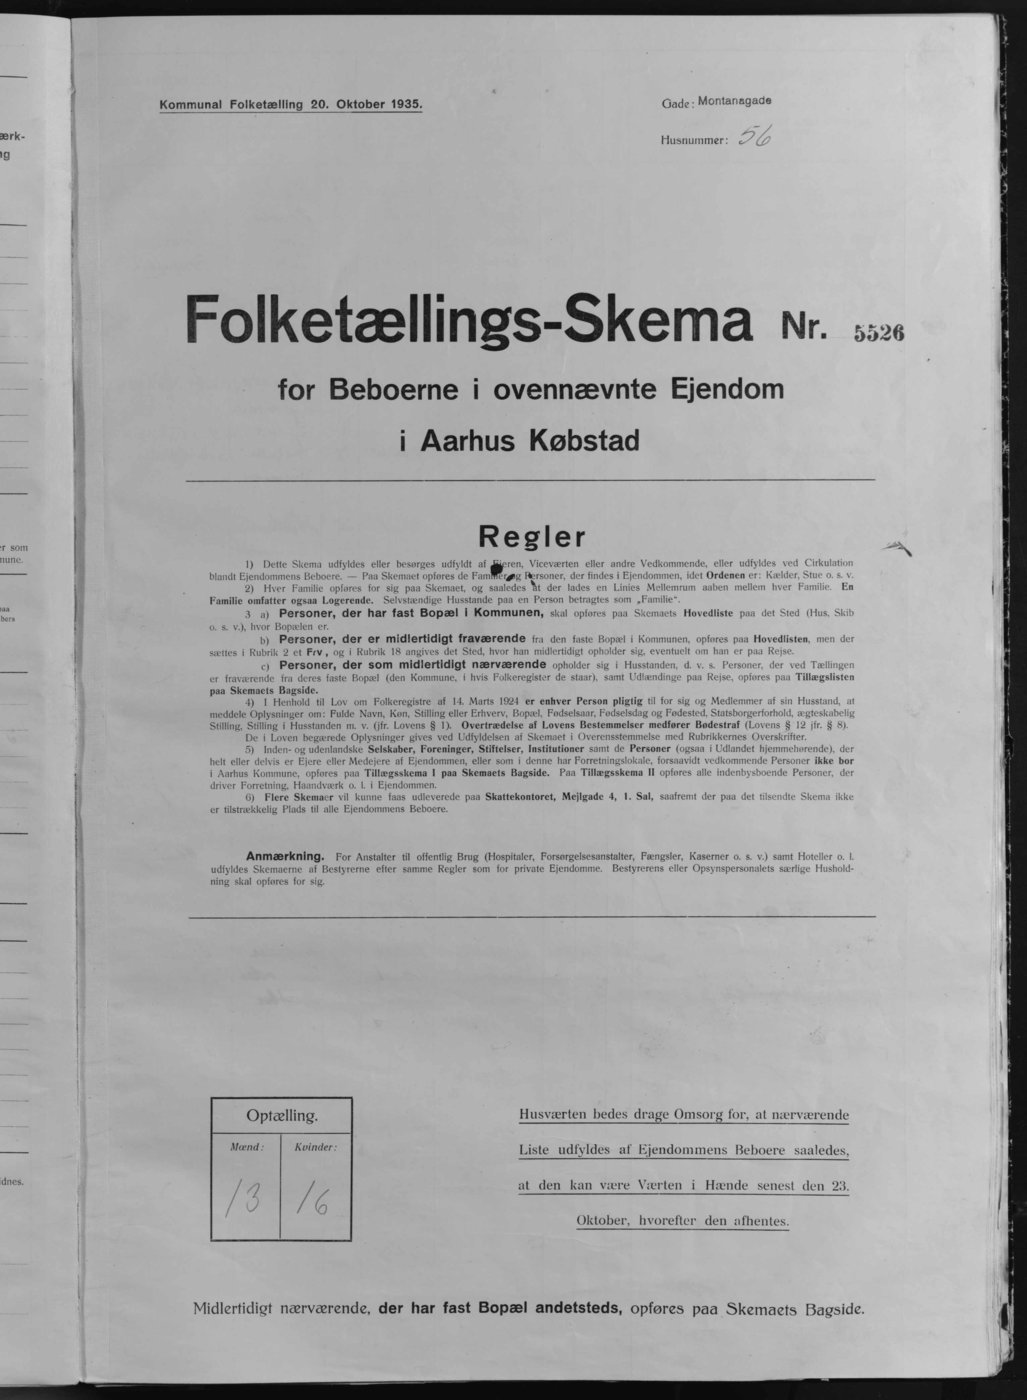 Kommunal Folketælling 20. Oktober 1935.
Gade: Montanagade
Husnummer: 56
Folketællings-Skema Nr. 5526
for Beboerne i ovennævnte Ejendom
i Aarhus Købstad
Regler
1) Dette Skema udfyldes eller besørges udfyldt af Ejeren, Viceværten eller andre Vedkommende, eller udfyldes ved Cirkulation
blandt Ejendommens Beboere. — Paa Skemaet opføres de Familier og Personer, der findes i Ejendommen, idet Ordenen er: Kælder, Stue o. s. v.
2) Hver Familie opføres for sig paa Skemaet, og saaledes at der lades en Linies Mellemrum aaben mellem hver Familie. En
Familie omfatter ogsaa Logerende. Selvstændige Husstande paa en Person betragtes som „Familie“.
3 a) Personer, der har fast Bopæl i Kommunen, skal opføres paa Skemaets Hovedliste paa det Sted (Hus, Skib
o. s. v.), hvor Bopælen er.
b) Personer, der er midlertidigt fraværende fra den faste Bopæl i Kommunen, opføres paa Hovedlisten, men der
sættes i Rubrik 2 et Frv, og i Rubrik 18 angives det Sted, hvor han midlertidigt opholder sig, eventuelt om han er paa Rejse.
c) Personer, der som midlertidigt nærværende opholder sig i Husstanden, d. v. s. Personer, der ved Tællingen
er fraværende fra deres faste Bopæl (den Kommune, i hvis Folkeregister de staar), samt Udlændinge paa Rejse, opføres paa Tillægslisten
paa Skemaets Bagside.
4) I Henhold til Lov om Folkeregistre af 14. Marts 1924 er enhver Person pligtig til for sig og Medlemmer af sin Husstand, at
meddele Oplysninger om: Fulde Navn, Køn, Stilling eller Erhverv, Bopæl, Fødselsaar, Fødselsdag og Fødested, Statsborgerforhold, ægteskabelig
Stilling, Stilling i Husstanden m. v. (jfr. Lovens § 1). Overtrædelse af Lovens Bestemmelser medfører Bødestraf (Lovens § 12 jfr. § 8).
De i Loven begærede Oplysninger gives ved Udfyldelsen af Skemaet i Overensstemmelse med Rubrikkernes Overskrifter.
5) Inden- og udenlandske Selskaber, Foreninger, Stiftelser, Institutioner samt de Personer (ogsaa i Udlandet hjemmehørende), der
helt eller delvis er Ejere eller Medejere af Ejendommen, eller som i denne har Forretningslokale, forsaavidt vedkommende Personer ikke bor
i Aarhus Kommune, opføres paa Tillægsskema I paa Skemaets Bagside. Paa Tillægsskema II opføres alle indenbysboende Personer, der
driver Forretning, Haandværk o. l. i Ejendommen.
6) Flere Skemaer vil kunne faas udleverede paa Skattekontoret, Mejlgade 4, 1. Sal, saafremt der paa det tilsendte Skema ikke
er tilstrækkelig Plads til alle Ejendommens Beboere.
Anmærkning. For Anstalter til offentlig Brug (Hospitaler, Forsørgelsesanstalter, Fængsler, Kaserner o. s. v.) samt Hoteller o. l.
udfyldes Skemaerne af Bestyrerne efter samme Regler som for private Ejendomme. Bestyrerens eller Opsynspersonalets særlige Hushold-
ning skal opføres for sig.
Optælling.
Mænd: Kvinder:
13 16
Husværten bedes drage Omsorg for, at nærværende
Liste udfyldes af Ejendommens Beboere saaledes,
at den kan være Værten i Hænde senest den 23.
Oktober, hvorefter den afhentes.
Midlertidigt nærværende, der har fast Bopæl andetsteds, opføres paa Skemaets Bagside.